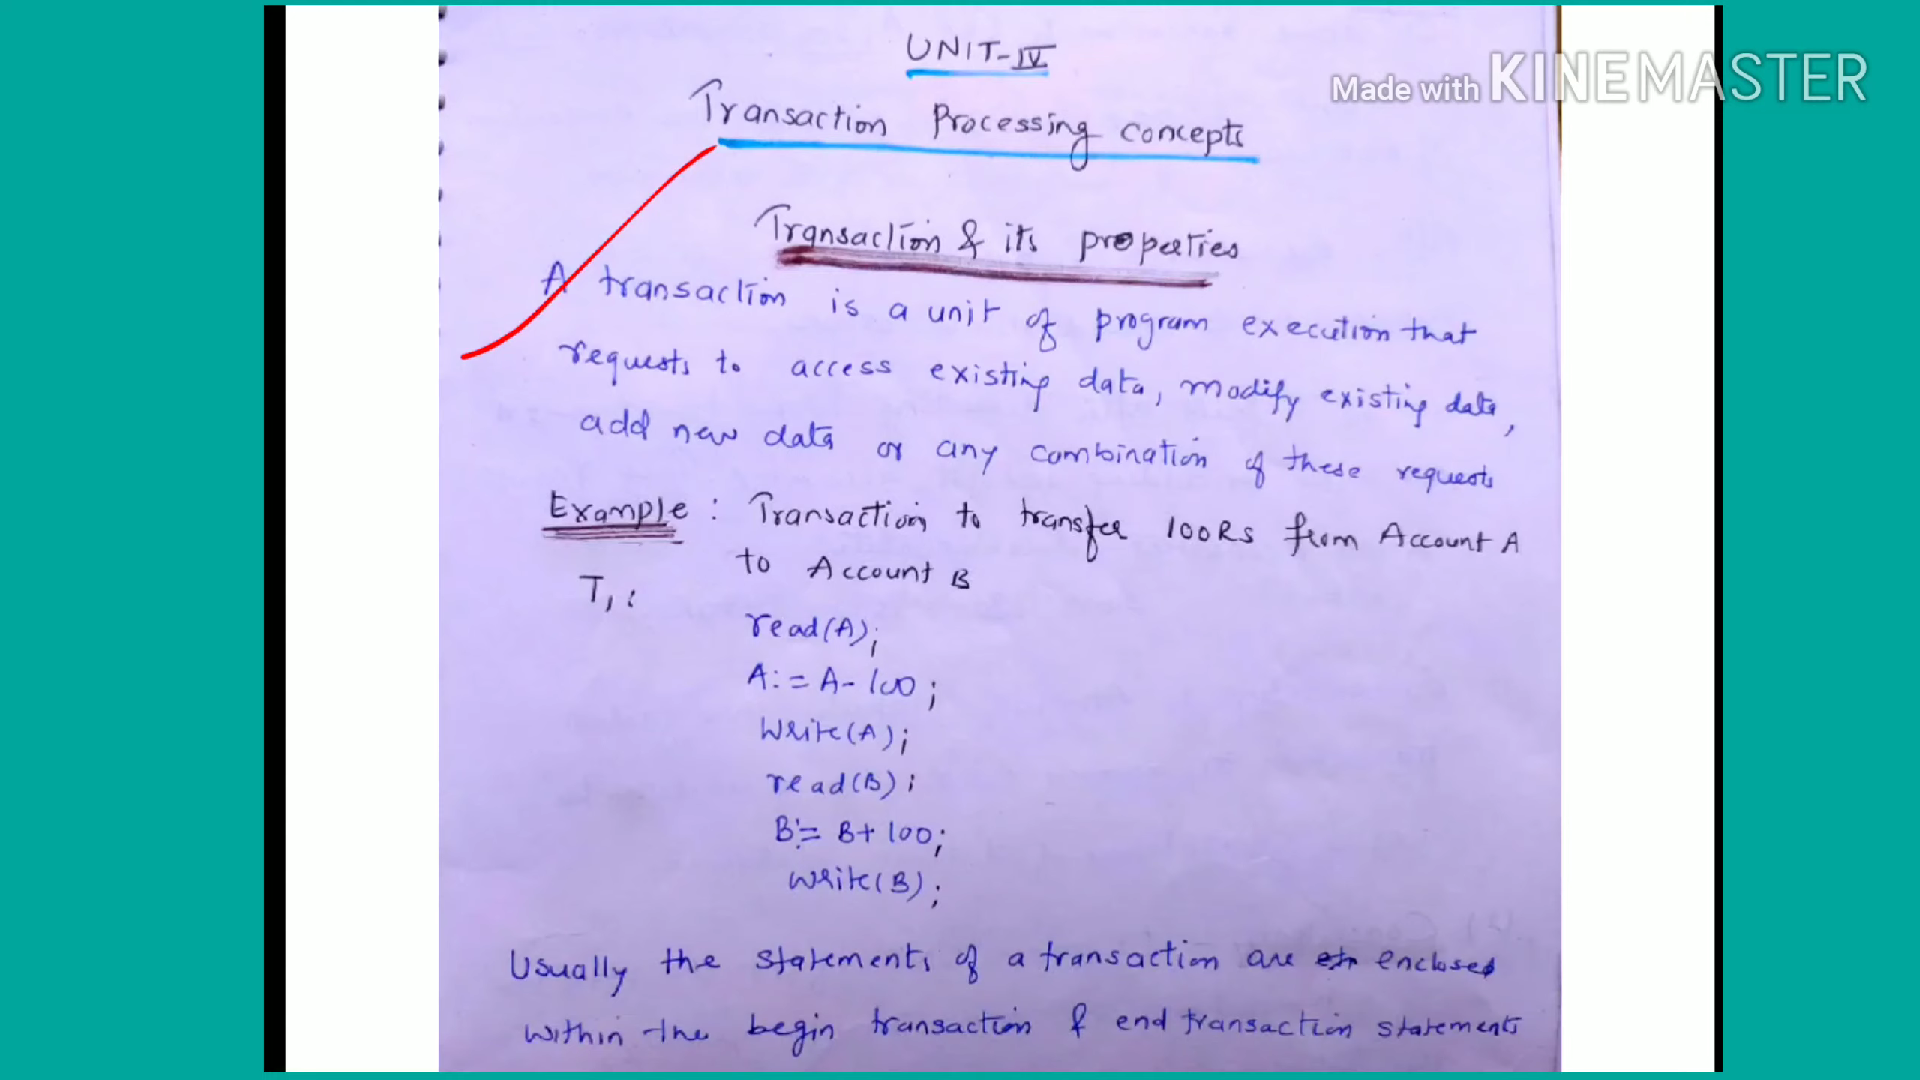 UNIT-IV
Made with KINEMASTER
Transaction Processing concepts
Transaction & its properties
A transaction is a unit of program execution that
requests to access existing data, modify existing data,
add new data or any combination of these requests
Example : Transaction to transfer 100Rs from Account A
to Account B
T1:
read(A);
A:= A- 100;
Write(A);
read(B);
B:= B+ 100;
write(B);
Usually the statements of a transaction are enclosed
within the begin transaction & end transaction statements